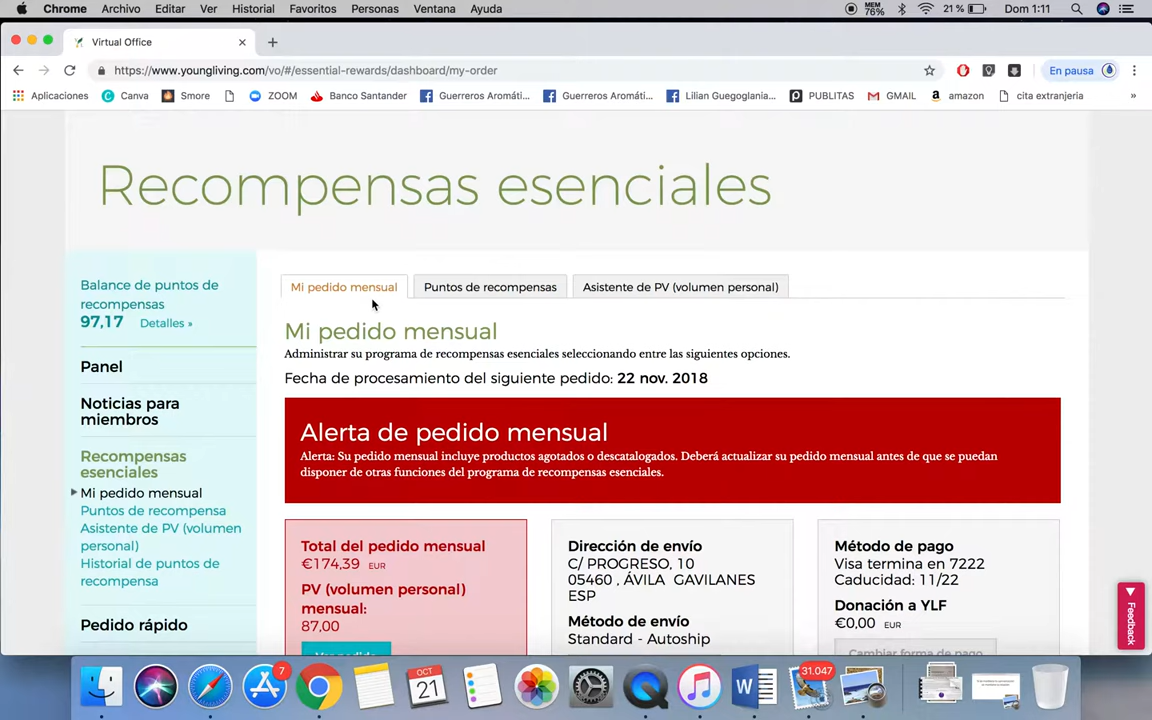 Chrome Archivo Editar Ver Historial Favoritos Personas Ventana Ayuda MEM 76% 21 % Dom 1:11
Virtual Office
https://www.youngliving.com/vo/#/essential-rewards/dashboard/my-order En pausa
Aplicaciones Canva Smore ZOOM Banco Santander Guerreros Aromáti... Guerreros Aromáti... Lilian Guegoglania... PUBLITAS GMAIL amazon cita extranjeria »
Recompensas esenciales
Balance de puntos de
recompensas
97,17 Detalles »
Panel
Noticias para
miembros
Recompensas
esenciales
Mi pedido mensual
Puntos de recompensa
Asistente de PV (volumen
personal)
Historial de puntos de
recompensa
Pedido rápido
Mi pedido mensual Puntos de recompensas Asistente de PV (volumen personal)
Mi pedido mensual
Administrar su programa de recompensas esenciales seleccionando entre las siguientes opciones.
Fecha de procesamiento del siguiente pedido: 22 nov. 2018
Alerta de pedido mensual
Alerta: Su pedido mensual incluye productos agotados o descatalogados. Deberá actualizar su pedido mensual antes de que se puedan
disponer de otras funciones del programa de recompensas esenciales.
Total del pedido mensual
€174,39 EUR
PV (volumen personal)
mensual:
87,00
Ver pedido
Dirección de envío
C/ PROGRESO, 10
05460 , ÁVILA GAVILANES
ESP
Método de envío
Standard - Autoship
Método de pago
Visa termina en 7222
Caducidad: 11/22
Donación a YLF
€0,00 EUR
Cambiar forma de pago
Feedback
7 OCT 21 31.047